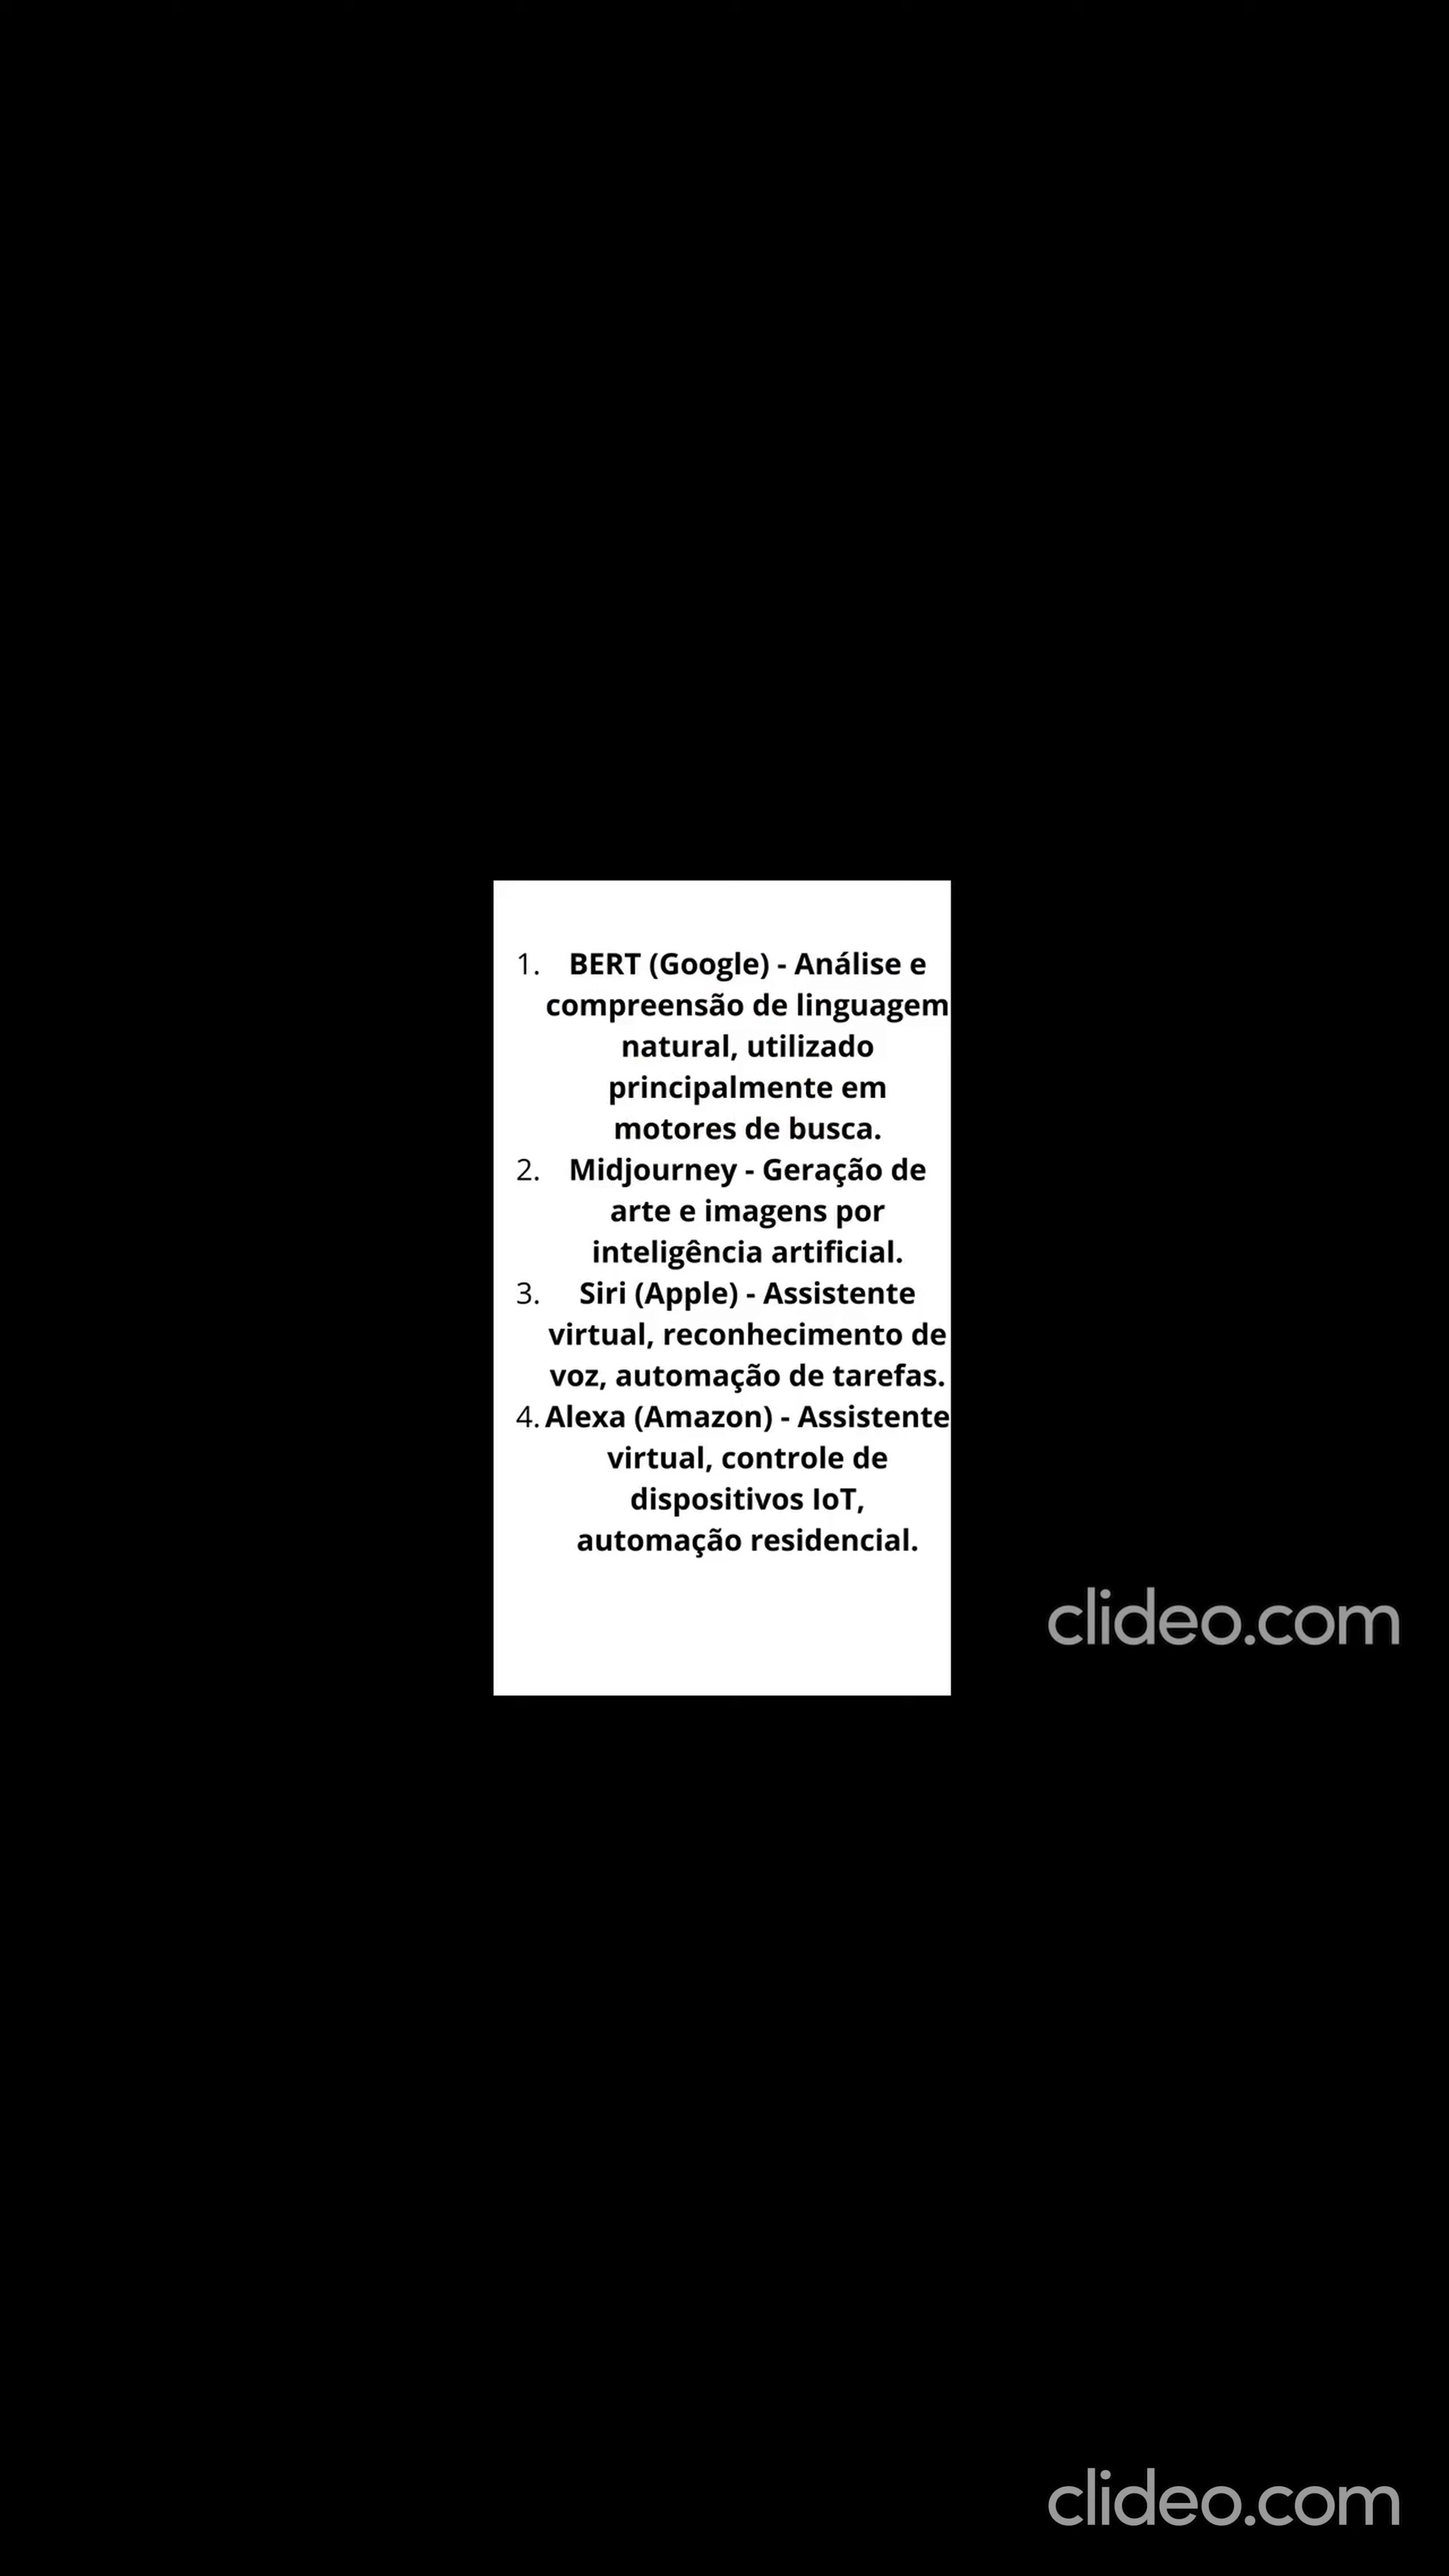 1. BERT (Google) - Análise e
compreensão de linguagem
natural, utilizado
principalmente em
motores de busca.
2. Midjourney - Geração de
arte e imagens por
inteligência artificial.
3. Siri (Apple) - Assistente
virtual, reconhecimento de
voz, automação de tarefas.
4. Alexa (Amazon) - Assistente
virtual, controle de
dispositivos IoT,
automação residencial.
clideo.com
clideo.com